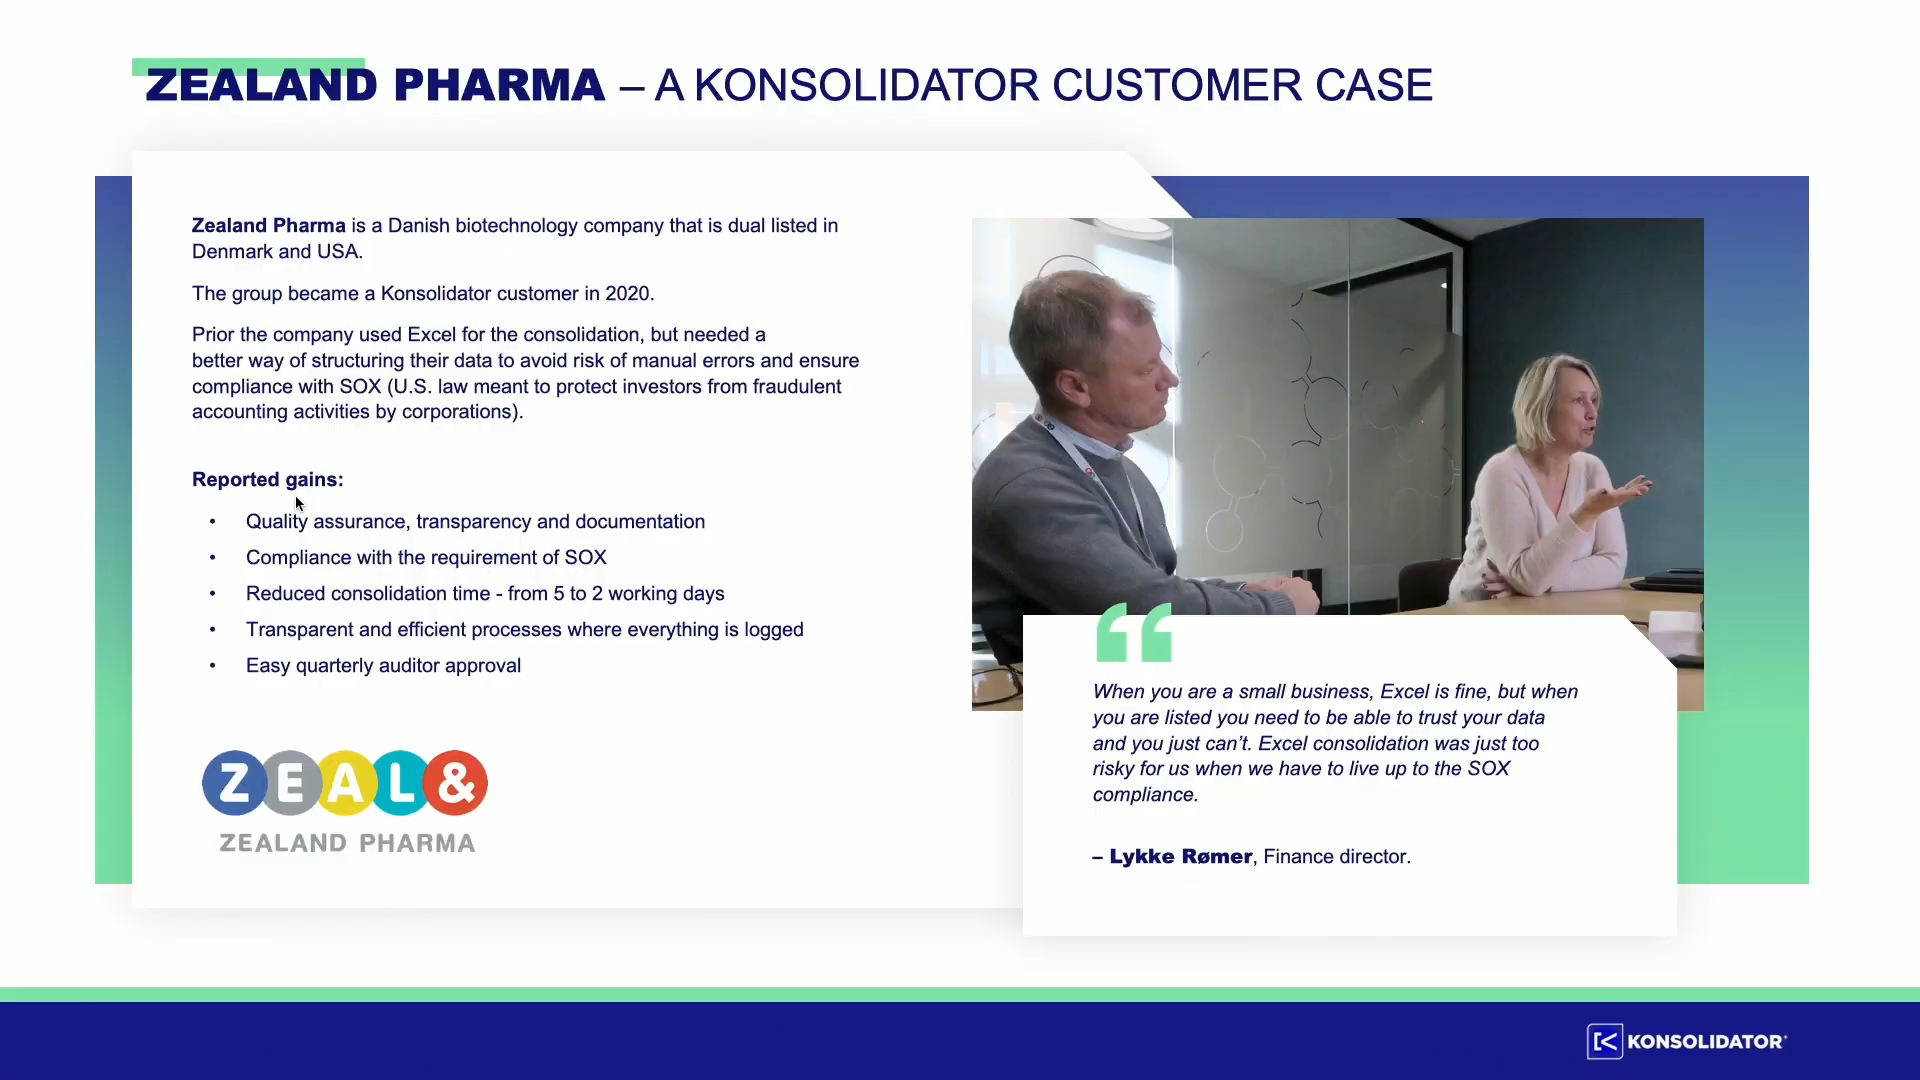 ZEALAND PHARMA – A KONSOLIDATOR CUSTOMER CASE
Zealand Pharma is a Danish biotechnology company that is dual listed in
Denmark and USA.
The group became a Konsolidator customer in 2020.
Prior the company used Excel for the consolidation, but needed a
better way of structuring their data to avoid risk of manual errors and ensure
compliance with SOX (U.S. law meant to protect investors from fraudulent
accounting activities by corporations).
Reported gains:
• Quality assurance, transparency and documentation
• Compliance with the requirement of SOX
• Reduced consolidation time - from 5 to 2 working days
• Transparent and efficient processes where everything is logged
• Easy quarterly auditor approval
ZEAL&
ZEALAND PHARMA
“
When you are a small business, Excel is fine, but when
you are listed you need to be able to trust your data
and you just can’t. Excel consolidation was just too
risky for us when we have to live up to the SOX
compliance.
– Lykke Rømer, Finance director.
KONSOLIDATOR®